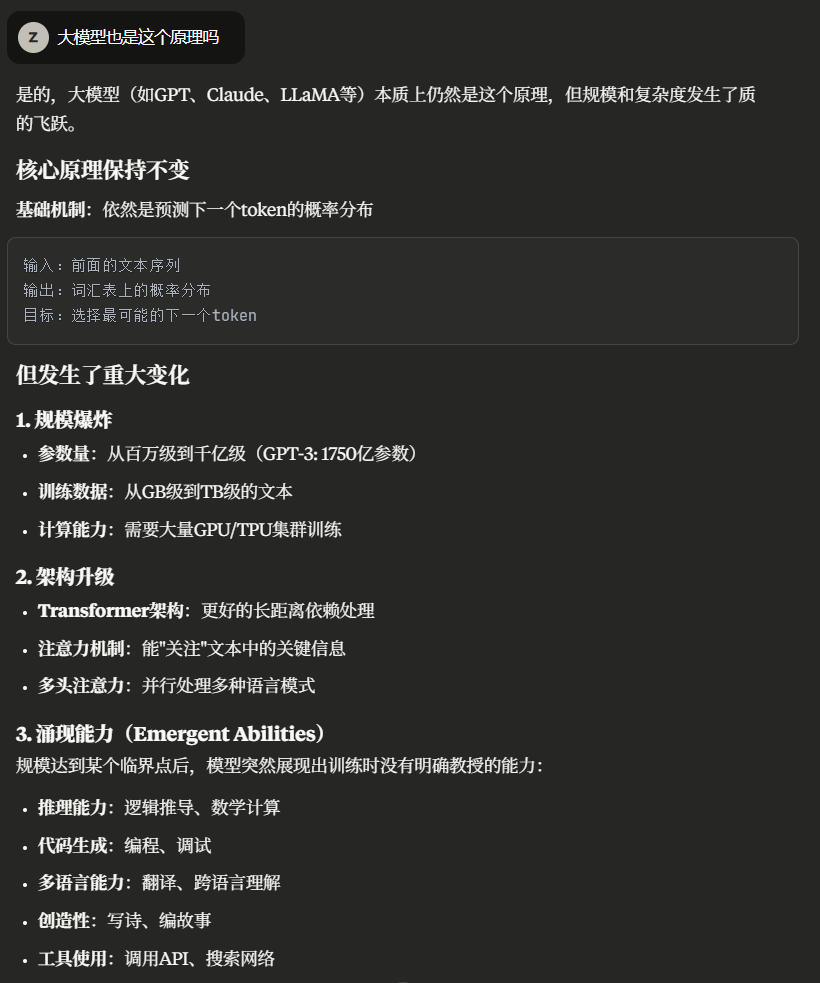 Z 大模型也是这个原理吗
是的，大模型（如GPT、Claude、LLaMA等）本质上仍然是这个原理，但规模和复杂度发生了质
的飞跃。
核心原理保持不变
基础机制：依然是预测下一个token的概率分布
输入：前面的文本序列
输出：词汇表上的概率分布
目标：选择最可能的下一个token
但发生了重大变化
1. 规模爆炸
• 参数量：从百万级到千亿级（GPT-3: 1750亿参数）
• 训练数据：从GB级到TB级的文本
• 计算能力：需要大量GPU/TPU集群训练
2. 架构升级
• Transformer架构：更好的长距离依赖处理
• 注意力机制：能"关注"文本中的关键信息
• 多头注意力：并行处理多种语言模式
3. 涌现能力（Emergent Abilities）
规模达到某个临界点后，模型突然展现出训练时没有明确教授的能力：
• 推理能力：逻辑推导、数学计算
• 代码生成：编程、调试
• 多语言能力：翻译、跨语言理解
• 创造性：写诗、编故事
• 工具使用：调用API、搜索网络